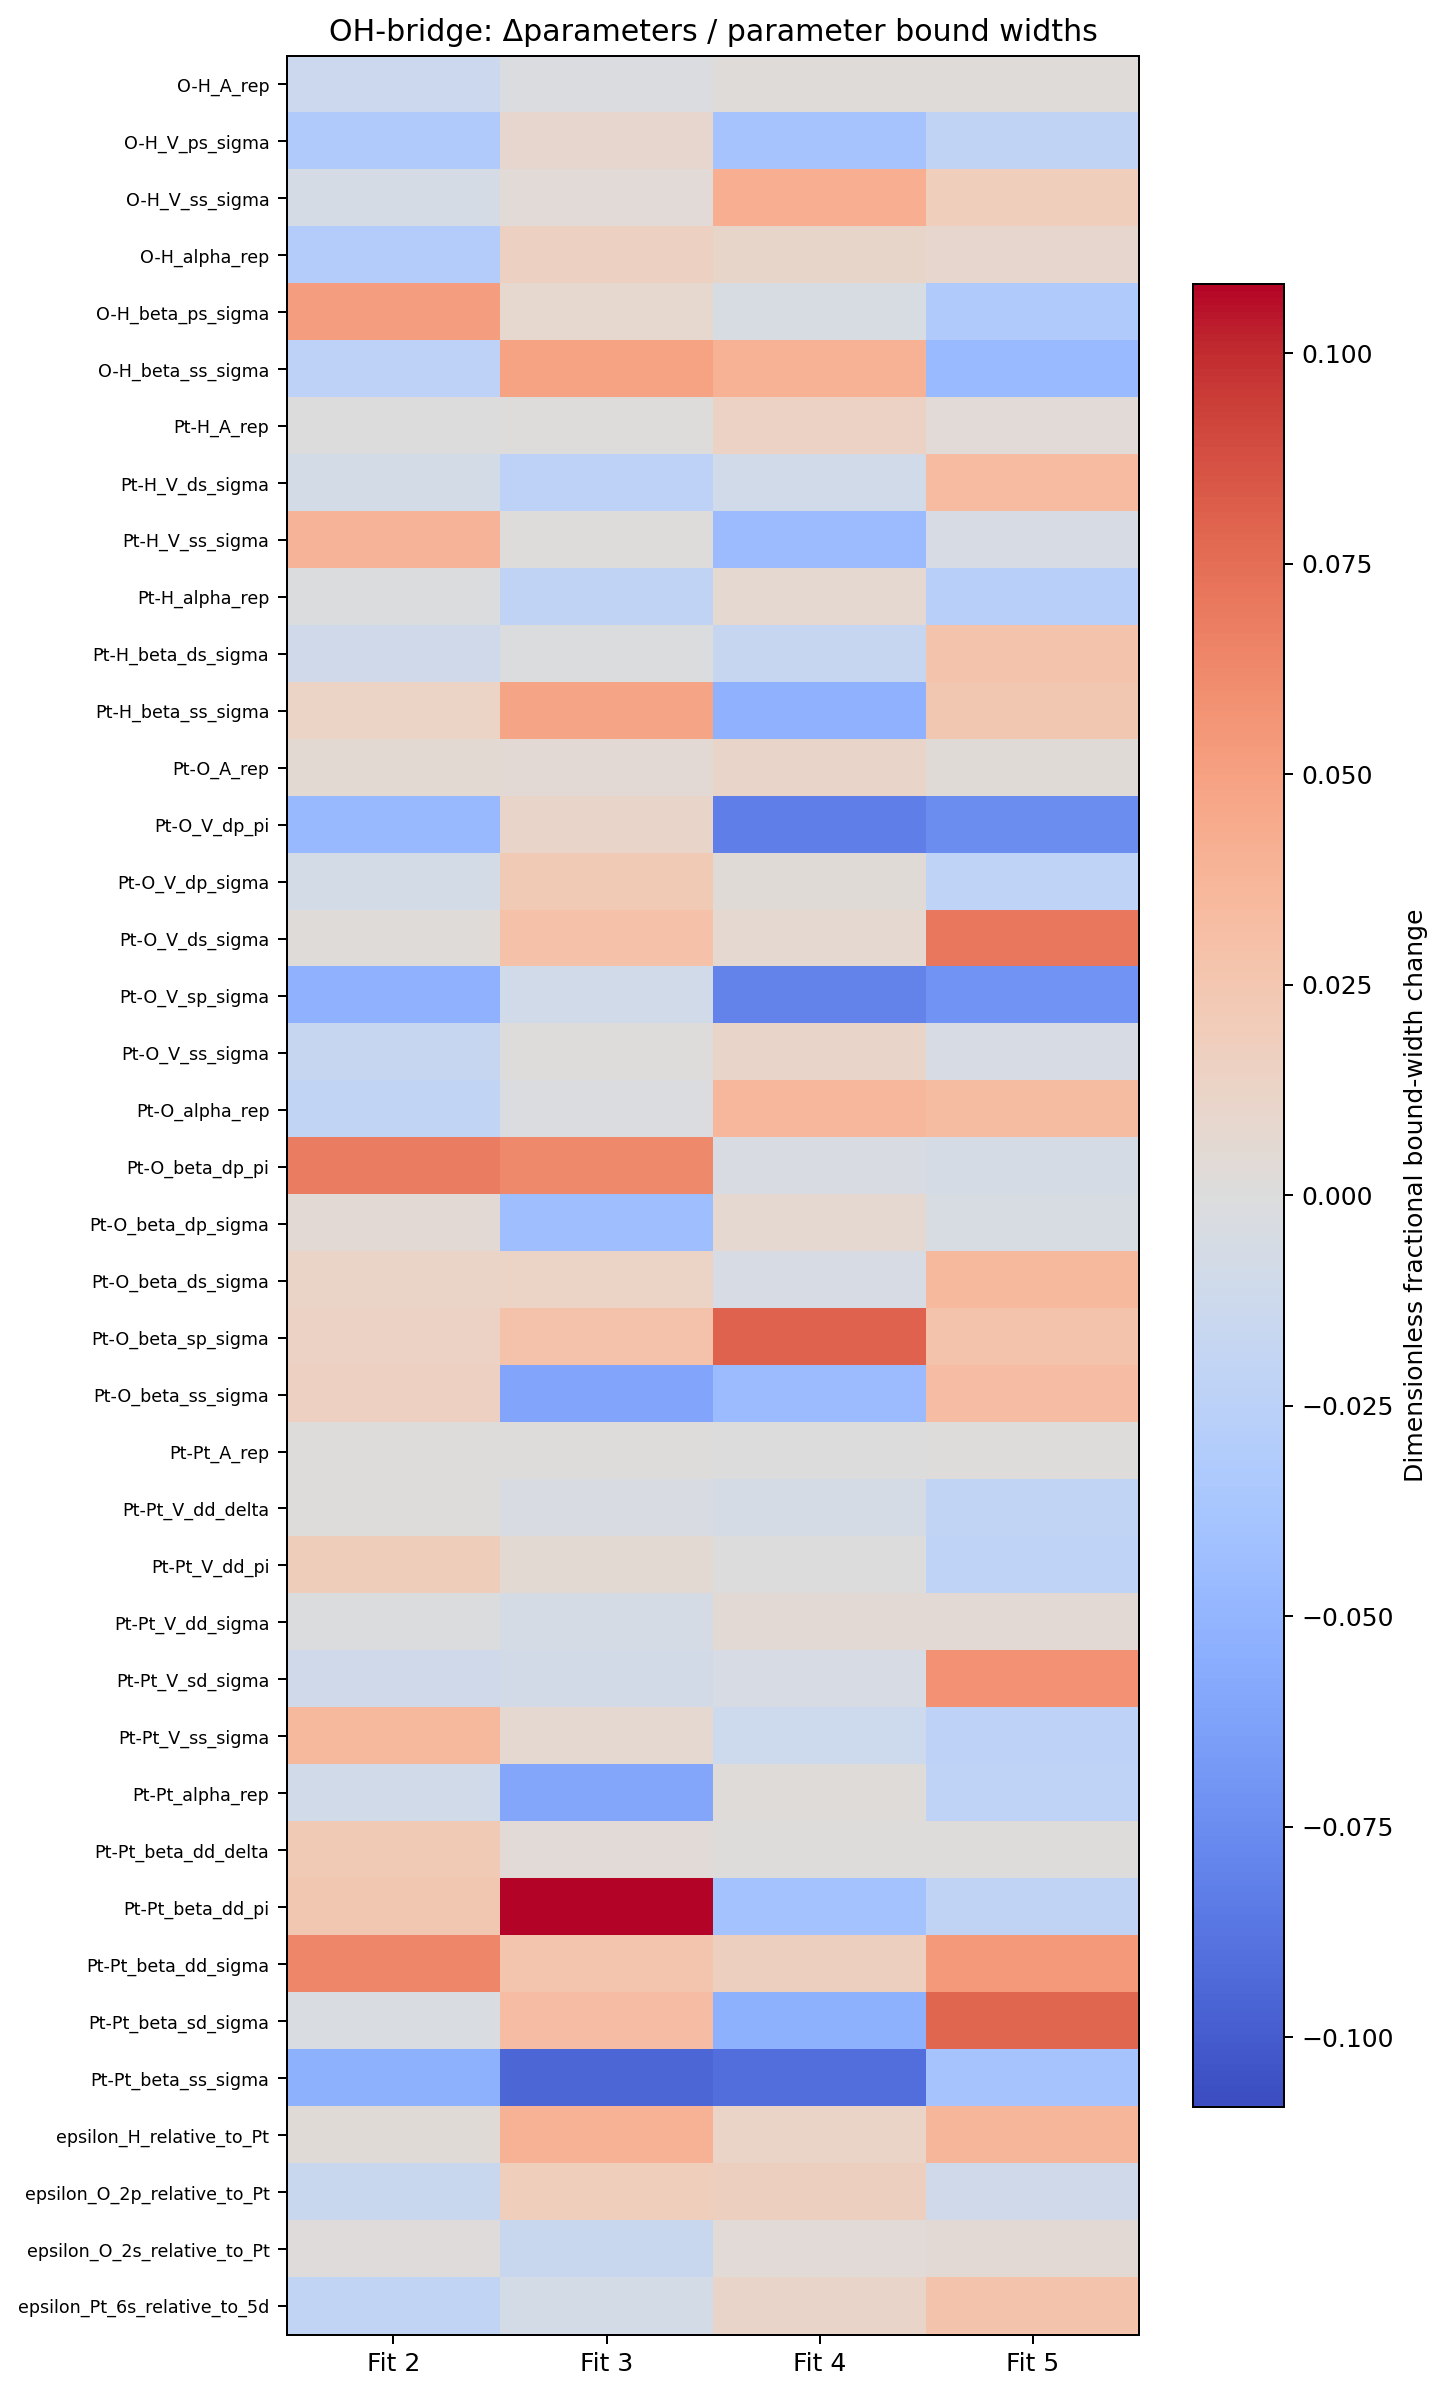 OH-bridge: Δparameters / parameter bound widths
O-H_A_rep
O-H_V_ps_sigma
O-H_V_ss_sigma
O-H_alpha_rep
O-H_beta_ps_sigma
O-H_beta_ss_sigma
Pt-H_A_rep
Pt-H_V_ds_sigma
Pt-H_V_ss_sigma
Pt-H_alpha_rep
Pt-H_beta_ds_sigma
Pt-H_beta_ss_sigma
Pt-O_A_rep
Pt-O_V_dp_pi
Pt-O_V_dp_sigma
Pt-O_V_ds_sigma
Pt-O_V_sp_sigma
Pt-O_V_ss_sigma
Pt-O_alpha_rep
Pt-O_beta_dp_pi
Pt-O_beta_dp_sigma
Pt-O_beta_ds_sigma
Pt-O_beta_sp_sigma
Pt-O_beta_ss_sigma
Pt-Pt_A_rep
Pt-Pt_V_dd_delta
Pt-Pt_V_dd_pi
Pt-Pt_V_dd_sigma
Pt-Pt_V_sd_sigma
Pt-Pt_V_ss_sigma
Pt-Pt_alpha_rep
Pt-Pt_beta_dd_delta
Pt-Pt_beta_dd_pi
Pt-Pt_beta_dd_sigma
Pt-Pt_beta_sd_sigma
Pt-Pt_beta_ss_sigma
epsilon_H_relative_to_Pt
epsilon_O_2p_relative_to_Pt
epsilon_O_2s_relative_to_Pt
epsilon_Pt_6s_relative_to_5d
Fit 2
Fit 3
Fit 4
Fit 5
0.100
0.075
0.050
0.025
0.000
−0.025
−0.050
−0.075
−0.100
Dimensionless fractional bound-width change